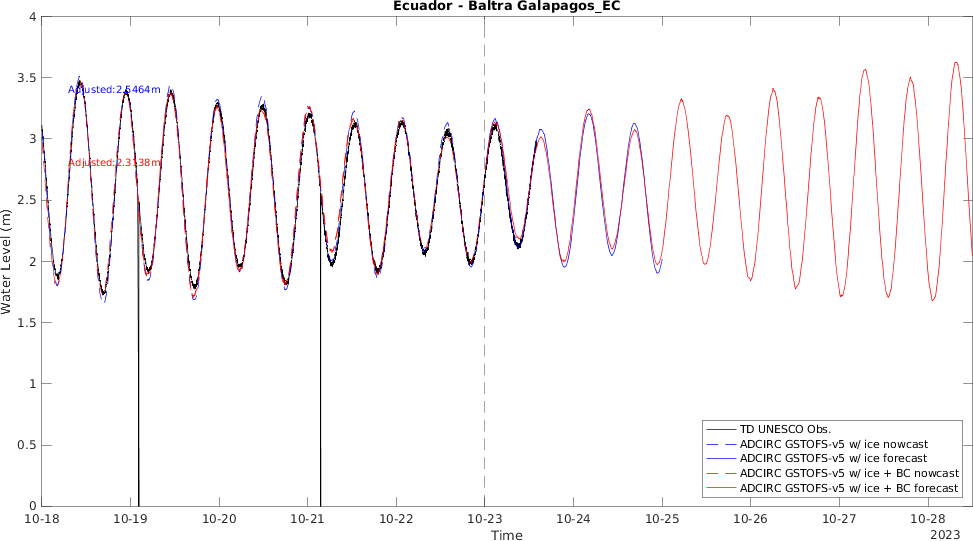 Ecuador - Baltra Galapagos_EC
4
3.5
3
2.5
2
1.5
1
0.5
0
Water Level (m)
Adjusted:2.5464m
Adjusted:2.3138m
TD UNESCO Obs.
ADCIRC GSTOFS-v5 w/ ice nowcast
ADCIRC GSTOFS-v5 w/ ice forecast
ADCIRC GSTOFS-v5 w/ ice + BC nowcast
ADCIRC GSTOFS-v5 w/ ice + BC forecast
10-18 10-19 10-20 10-21 10-22 10-23 10-24 10-25 10-26 10-27 10-28
Time
2023